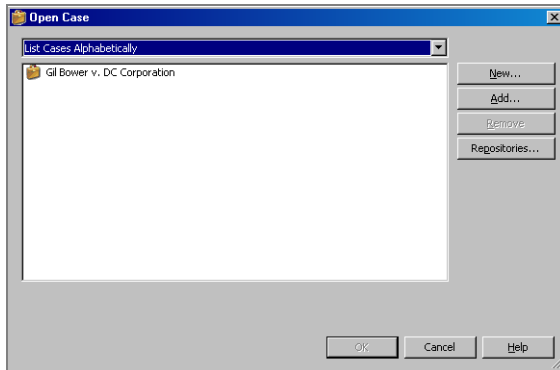 Open Case
List Cases Alphabetically
Gil Bower v. DC Corporation
New...
Add...
Remove
Repositories...
OK
Cancel
Help